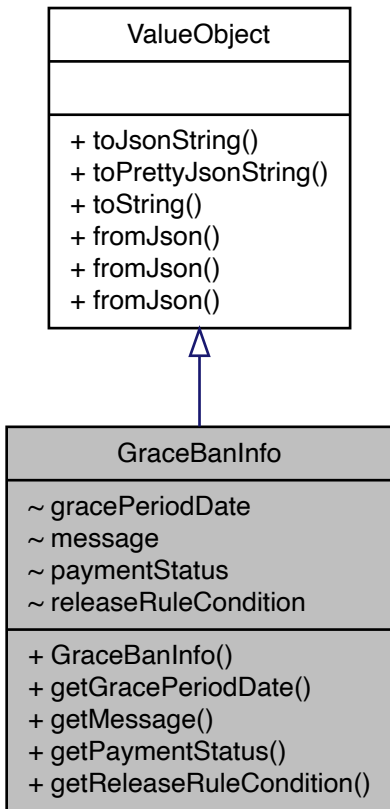 ValueObject
+ toJsonString()
+ toPrettyJsonString()
+ toString()
+ fromJson()
+ fromJson()
+ fromJson()
GraceBanInfo
~ gracePeriodDate
~ message
~ paymentStatus
~ releaseRuleCondition
+ GraceBanInfo()
+ getGracePeriodDate()
+ getMessage()
+ getPaymentStatus()
+ getReleaseRuleCondition()